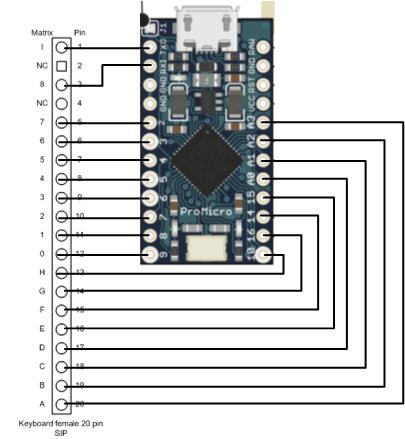 Matrix Pin
I 1
NC 2
8 3
NC 4
7 5
6 6
5 7
4 8
3 9
2 10
1 11
0 12
H 13
G 14
F 15
E 16
D 17
C 18
B 19
A 20
Keyboard female 20 pin
SIP
J1
TX0
RX1
GND
GND
2
3
4
5
6
7
8
9
RAW
GND
RST
VCC
A3
A2
A1
A0
15
14
16
10
ProMicro